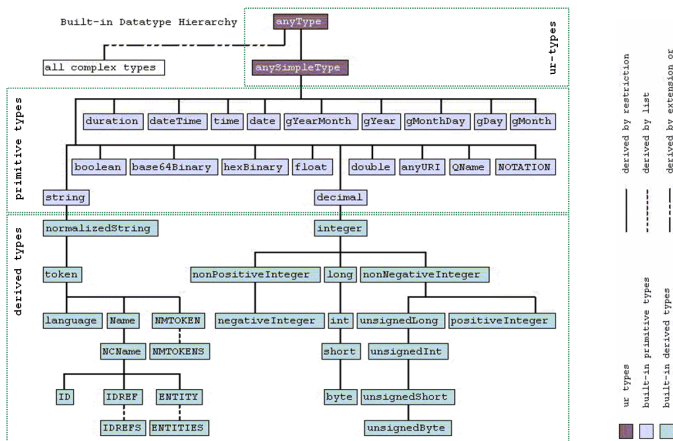 Built-in Datatype Hierarchy
anyType
all complex types
anySimpleType
ur-types
primitive types
duration dateTime time date gYearMonth gYear gMonthDay gDay gMonth
boolean base64Binary hexBinary float double anyURI QName NOTATION
string decimal
derived types
normalizedString integer
token nonPositiveInteger long nonNegativeInteger
language Name NMTOKEN negativeInteger int unsignedLong positiveInteger
NCName NMTOKENS short unsignedInt
ID IDREF ENTITY byte unsignedShort
IDREFS ENTITIES unsignedByte
derived by restriction
derived by list
derived by extension or
ur types
built-in primitive types
built-in derived types